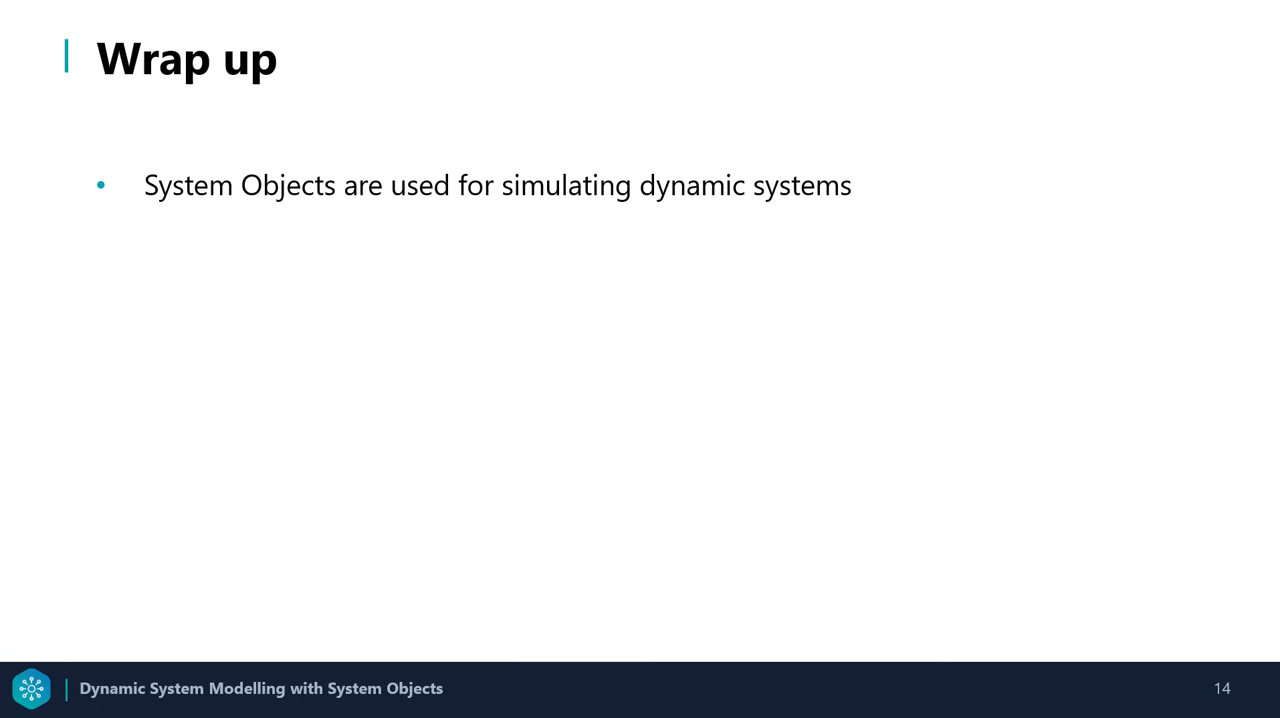 Wrap up
• System Objects are used for simulating dynamic systems
Dynamic System Modelling with System Objects
14